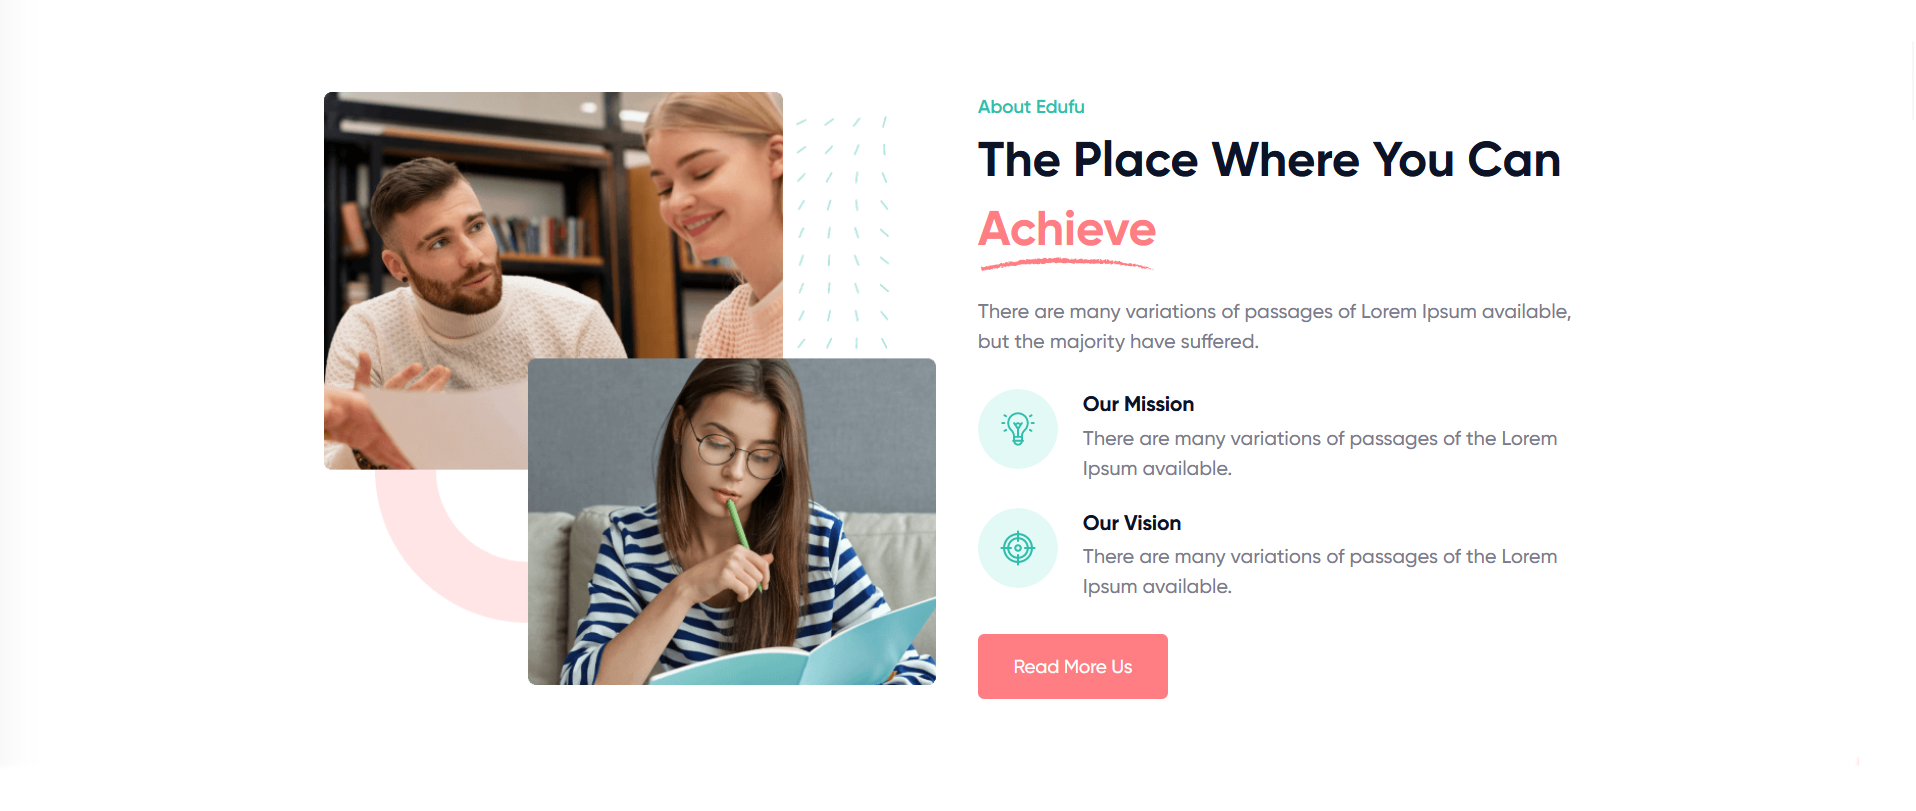 About Edufu
The Place Where You Can
Achieve
There are many variations of passages of Lorem Ipsum available,
but the majority have suffered.
Our Mission
There are many variations of passages of the Lorem
Ipsum available.
Our Vision
There are many variations of passages of the Lorem
Ipsum available.
Read More Us